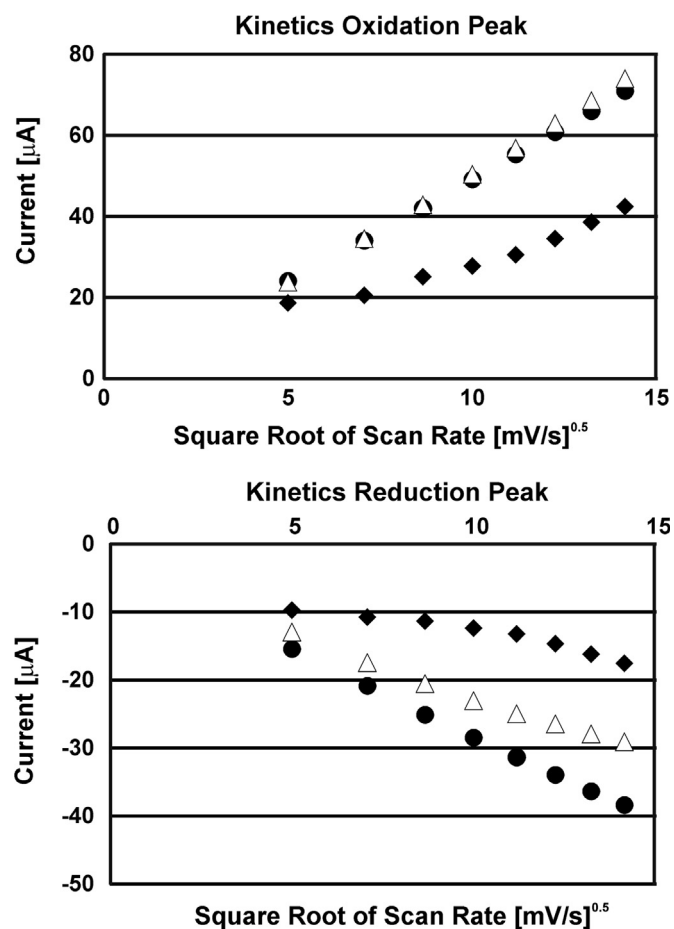 Kinetics Oxidation Peak
80
60
40
20
0
0 5 10 15
Current [μA]
Square Root of Scan Rate [mV/s]^0.5
Kinetics Reduction Peak
0 5 10 15
0
-10
-20
-30
-40
-50
Current [μA]
Square Root of Scan Rate [mV/s]^0.5